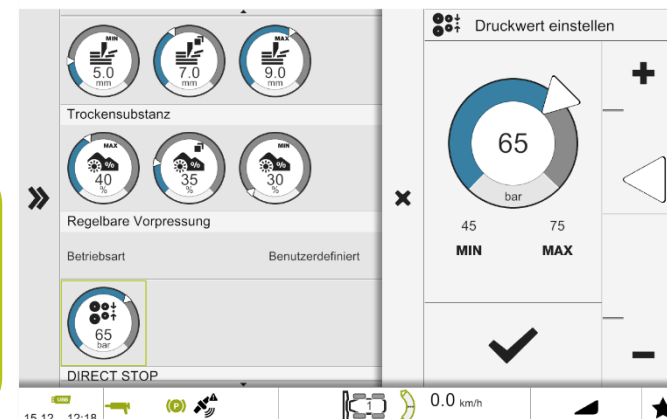 Druckwert einstellen
MIN
5.0
mm
7.0
mm
MAX
9.0
mm
Trockensubstanz
MAX
%
40
%
%
35
%
MIN
%
30
%
Regelbare Vorpressung
Betriebsart Benutzerdefiniert
65
bar
DIRECT STOP
65
bar
45 75
MIN MAX
CANS
15.12. 12:18
(P)
1
0.0 km/h